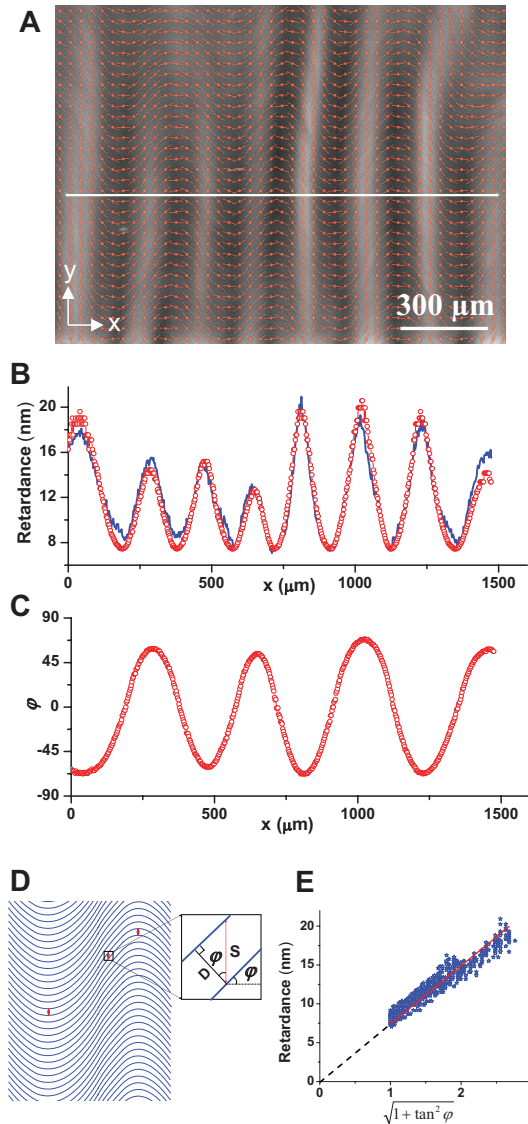 A
y
x
300 µm
B
Retardance (nm)
20
16
12
8
0
500
1000
1500
x (µm)
C
φ
90
45
0
-45
-90
0
500
1000
1500
x (µm)
D
φ
S
D
φ
E
Retardance (nm)
20
15
10
5
0
0
1
2
√1 + tan² φ